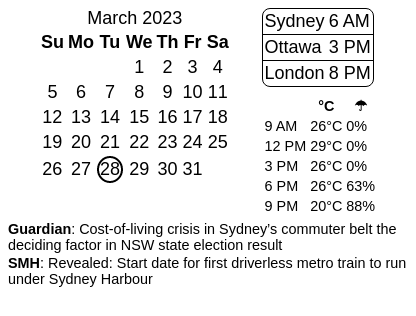 March 2023
Su Mo Tu We Th Fr Sa
1 2 3 4
5 6 7 8 9 10 11
12 13 14 15 16 17 18
19 20 21 22 23 24 25
26 27 28 29 30 31
Sydney 6 AM
Ottawa 3 PM
London 8 PM
°C ☂
9 AM 26°C 0%
12 PM 29°C 0%
3 PM 26°C 0%
6 PM 26°C 63%
9 PM 20°C 88%
Guardian: Cost-of-living crisis in Sydney’s commuter belt the
deciding factor in NSW state election result
SMH: Revealed: Start date for first driverless metro train to run
under Sydney Harbour